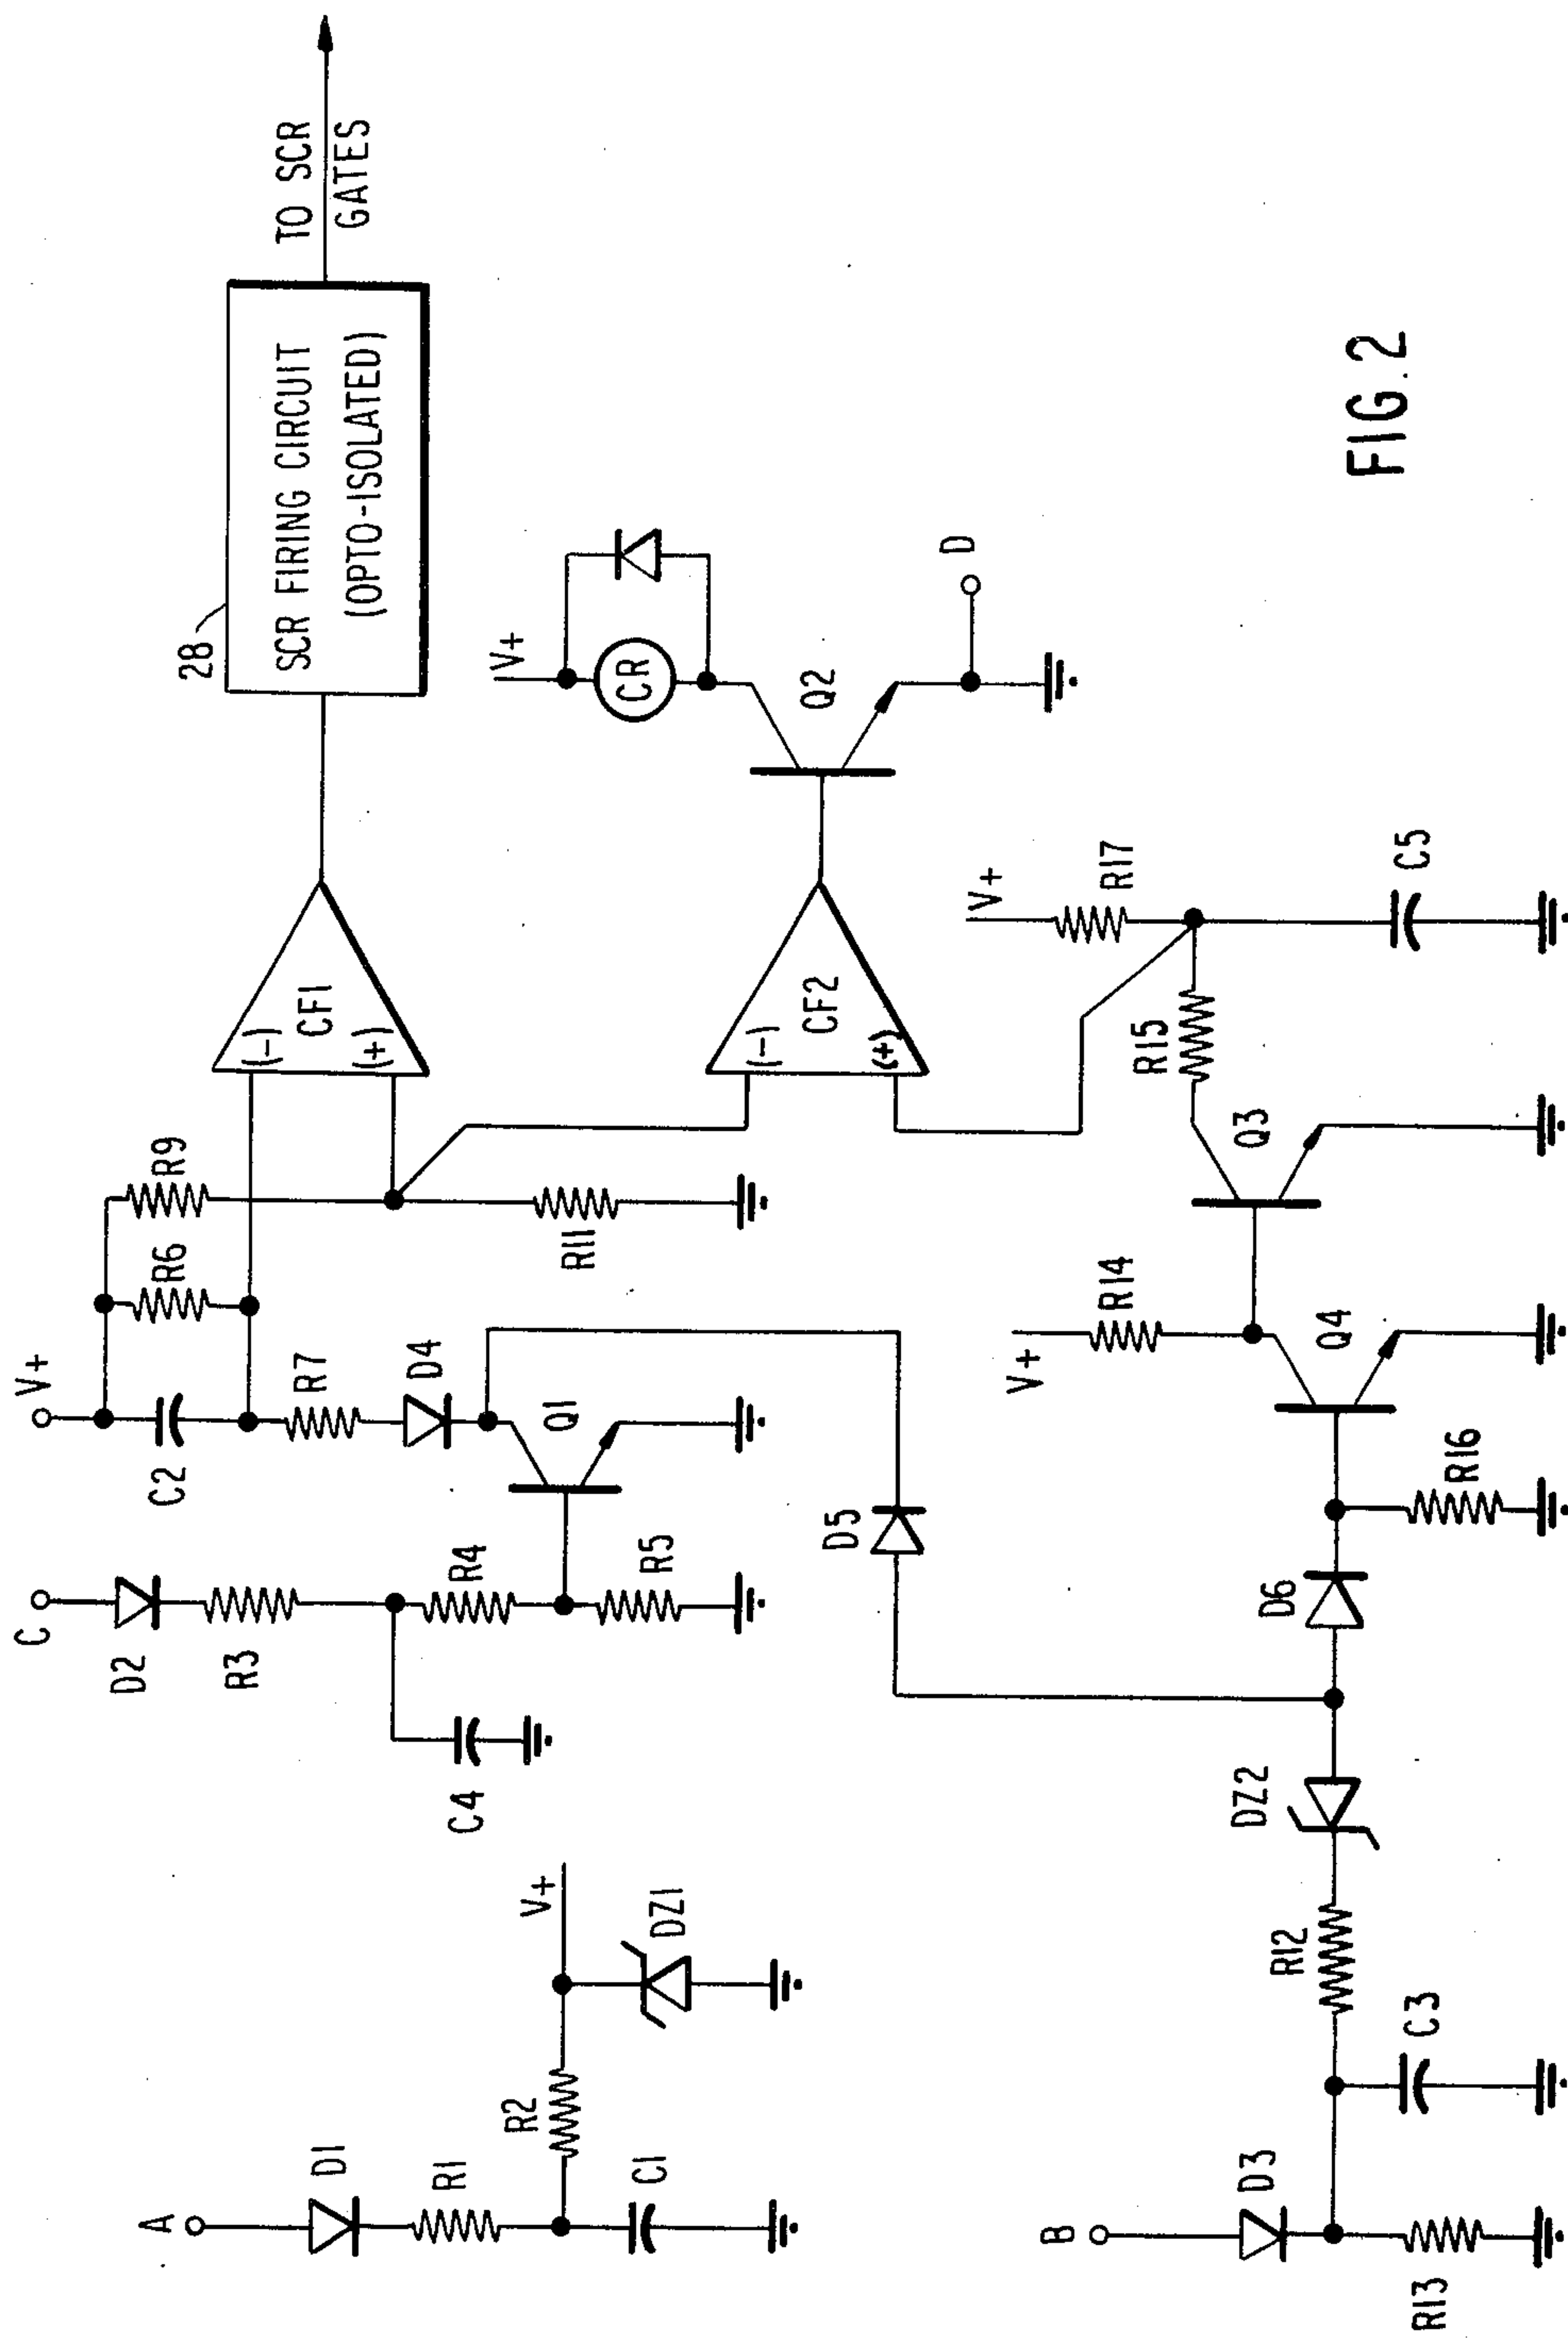 A
D1
R1
C1
R2
V+
DZ1
C
D2
R3
C4
R4
R5
V+
C2
R6
R9
R7
D4
Q1
R11
(-)
(+)
CF1
28
SCR FIRING CIRCUIT
(OPTO-ISOLATED)
TO SCR
GATES
V+
CR
Q2
D
(-)
(+)
CF2
B
D3
R13
C3
R12
DZ2
D5
D6
R16
V+
R14
Q4
Q3
R15
V+
R17
C5
FIG. 2